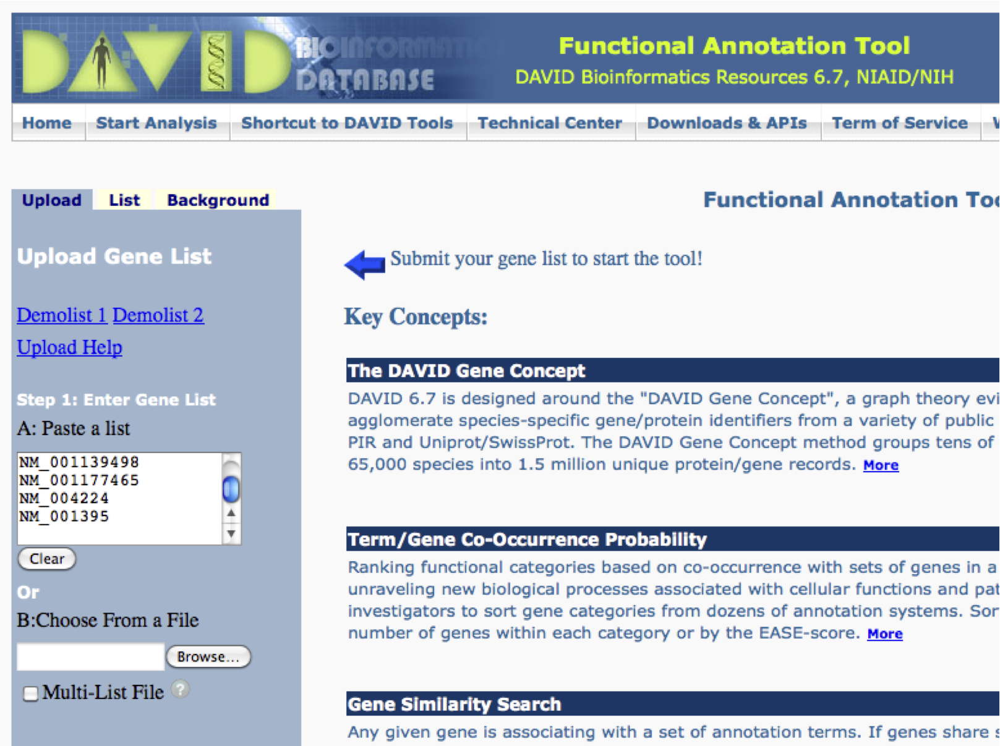 DAVID BIOINFORMATIC
DATABASE
Functional Annotation Tool
DAVID Bioinformatics Resources 6.7, NIAID/NIH
Home Start Analysis Shortcut to DAVID Tools Technical Center Downloads & APIs Term of Service
Upload List Background
Upload Gene List
Demolist 1 Demolist 2
Upload Help
Step 1: Enter Gene List
A: Paste a list
NM_001139498
NM_001177465
NM_004224
NM_001395
Clear
Or
B:Choose From a File
Browse...
Multi-List File ?
Functional Annotation
Submit your gene list to start the tool!
Key Concepts:
The DAVID Gene Concept
DAVID 6.7 is designed around the "DAVID Gene Concept", a graph theory
agglomerate species-specific gene/protein identifiers from a variety of public
PIR and Uniprot/SwissProt. The DAVID Gene Concept method groups tens of
65,000 species into 1.5 million unique protein/gene records. More
Term/Gene Co-Occurrence Probability
Ranking functional categories based on co-occurrence with sets of genes in a
unraveling new biological processes associated with cellular functions and
investigators to sort gene categories from dozens of annotation systems.
number of genes within each category or by the EASE-score. More
Gene Similarity Search
Any given gene is associating with a set of annotation terms. If genes share